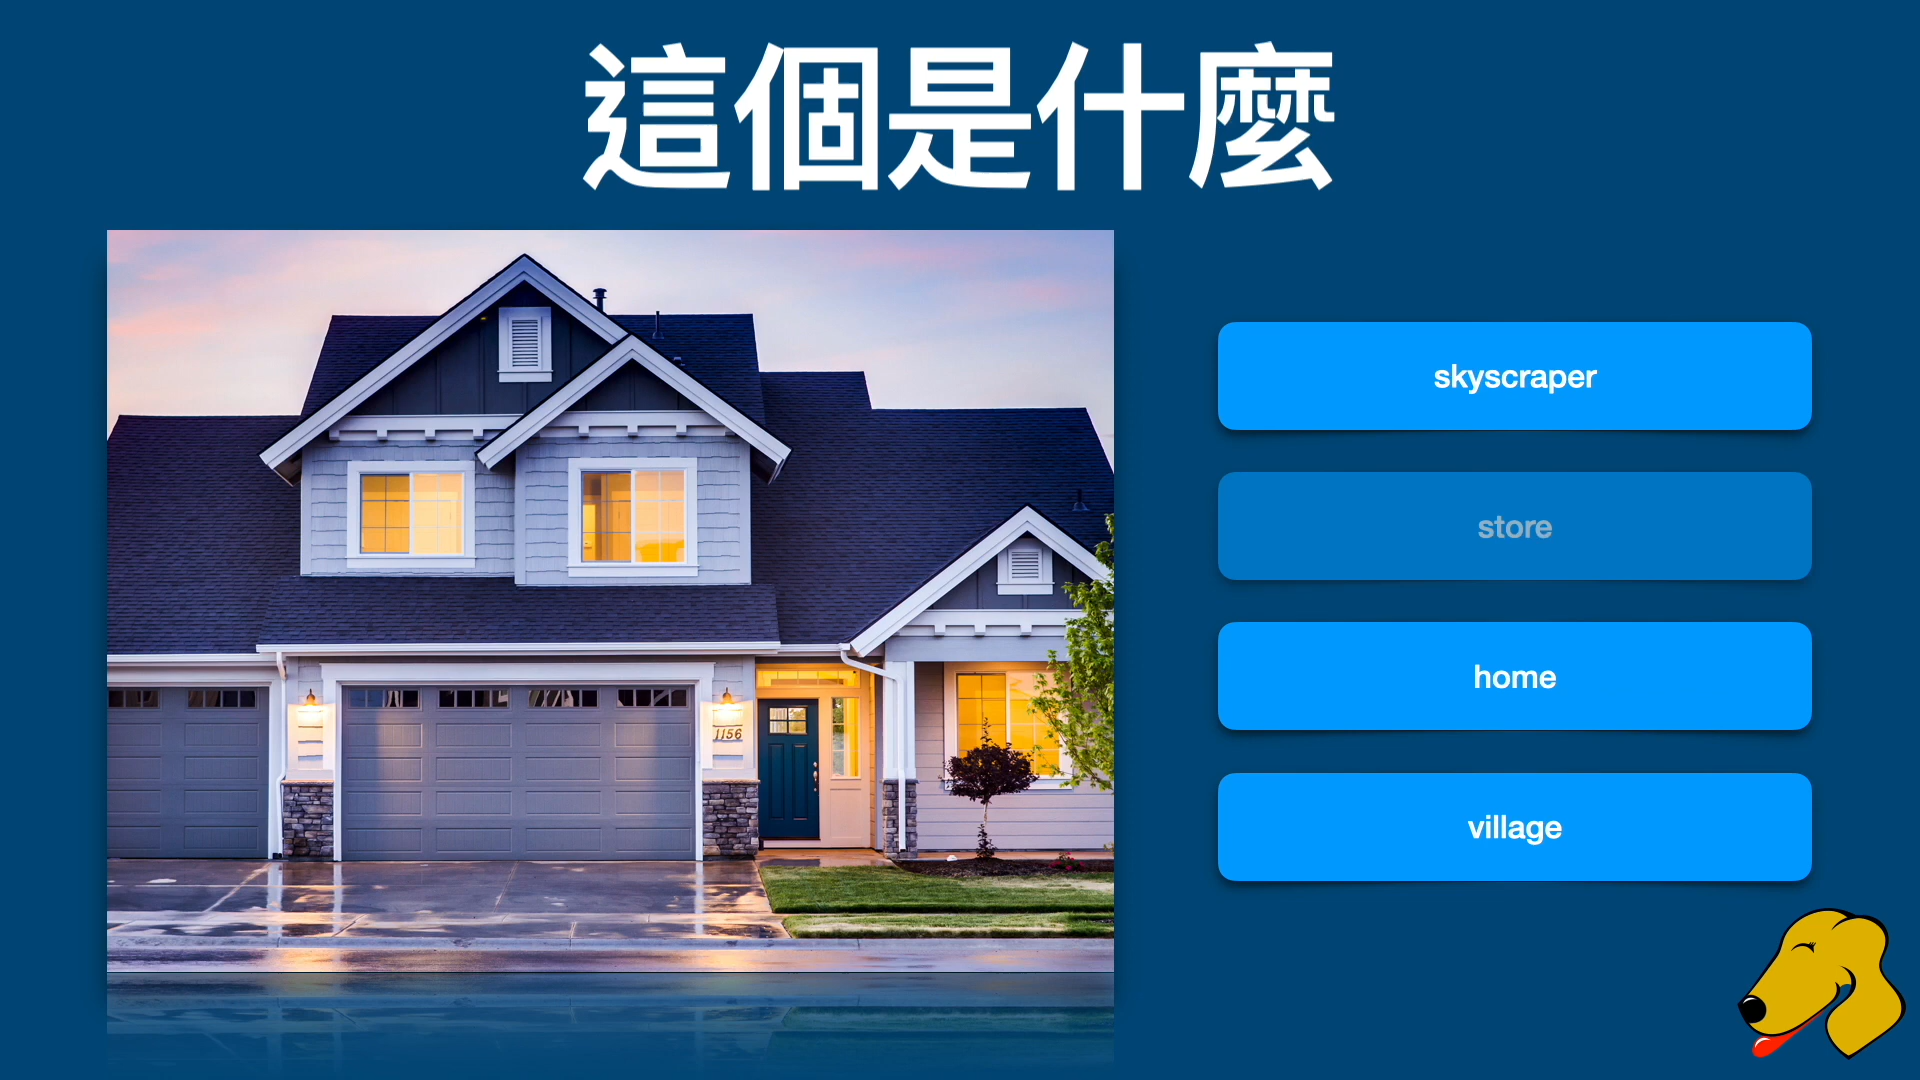 這個是什麼
1156
skyscraper
store
home
village